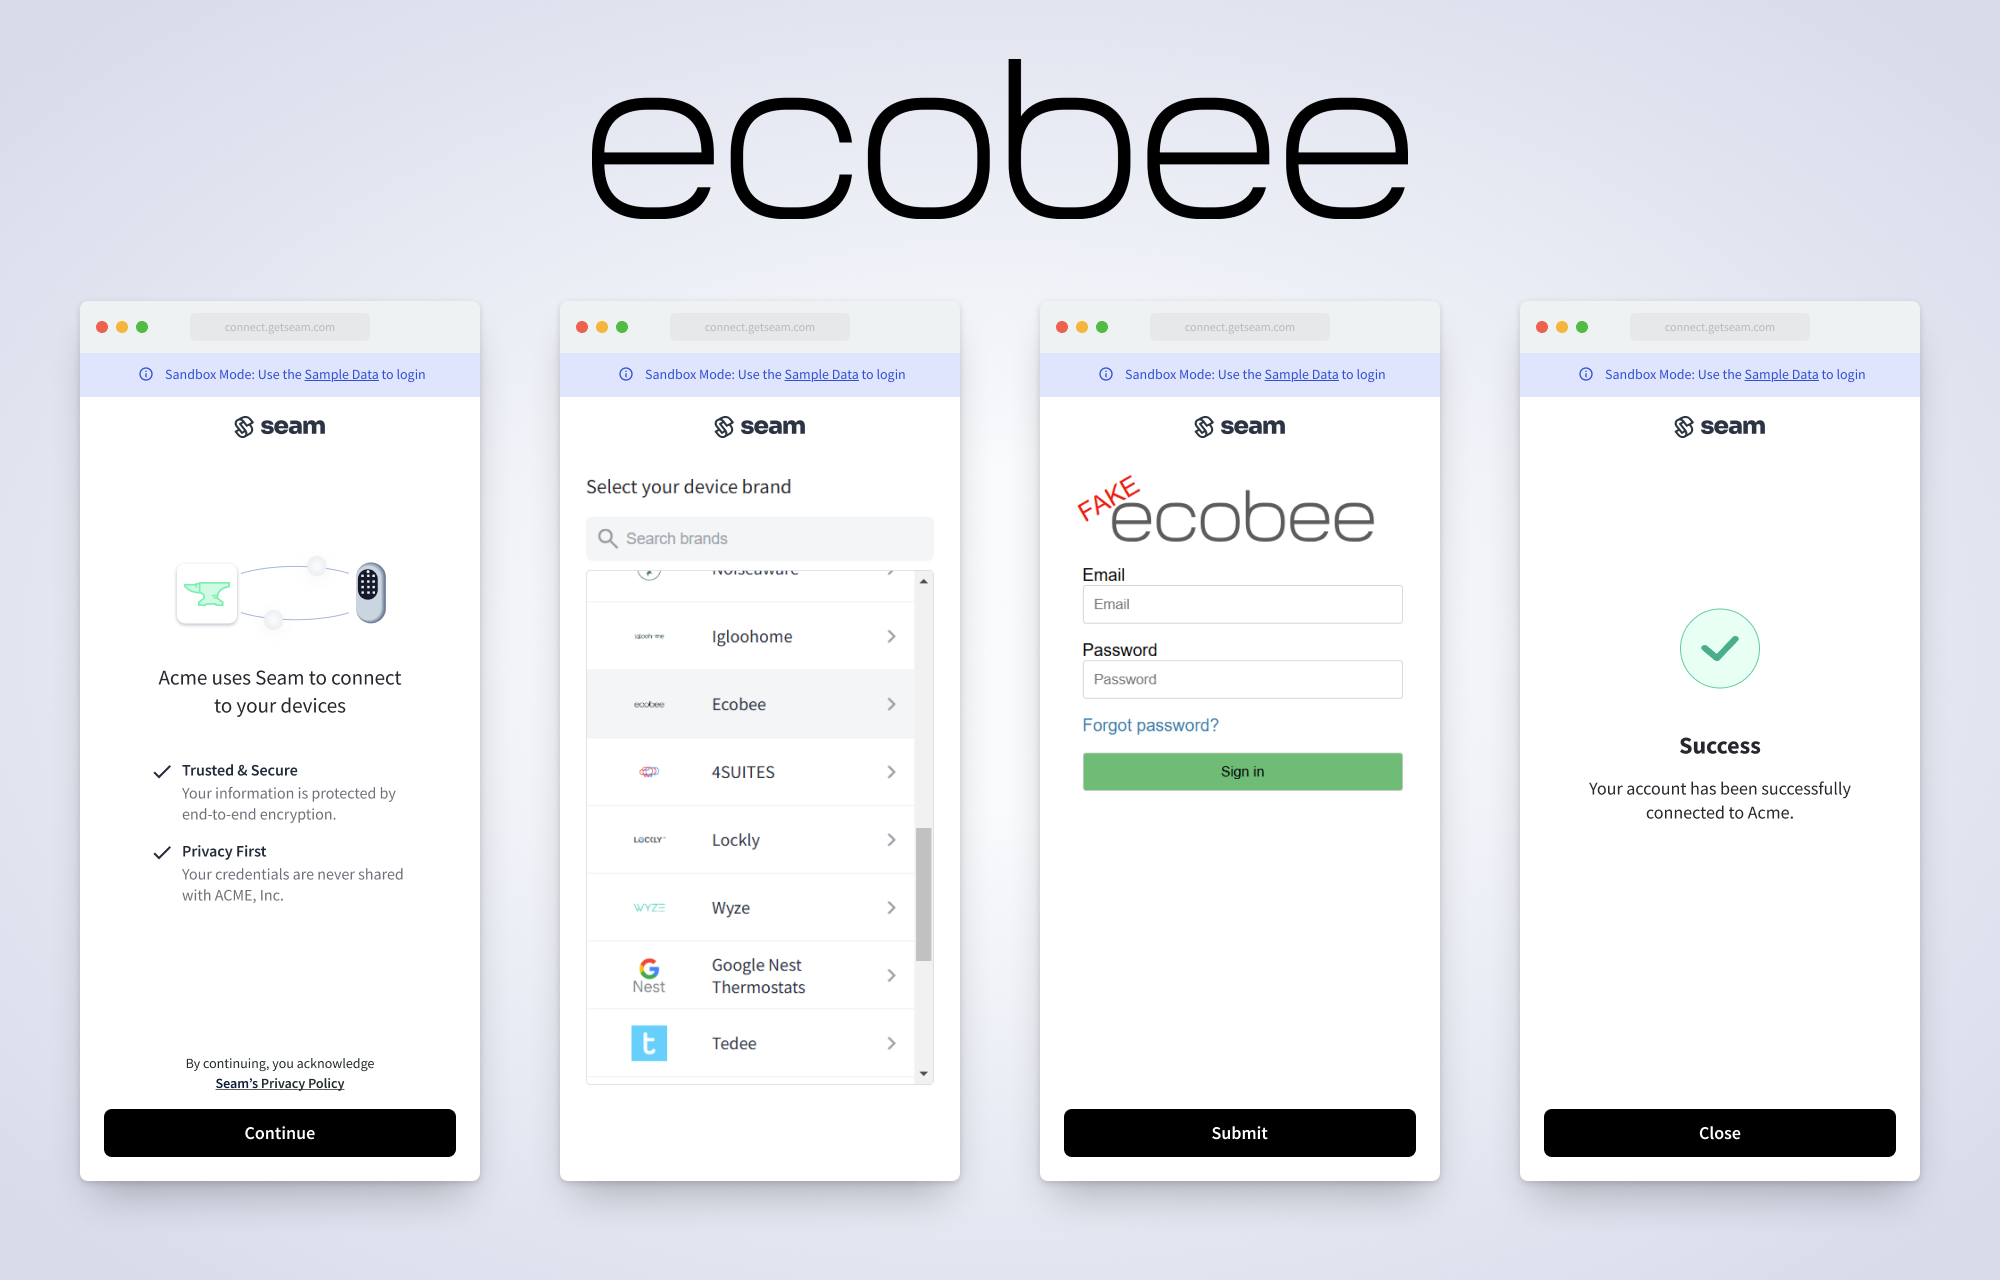 ecobee
connect.getseam.com
Sandbox Mode: Use the Sample Data to login
seam
Acme uses Seam to connect
to your devices
Trusted & Secure
Your information is protected by
end-to-end encryption.
Privacy First
Your credentials are never shared
with ACME, Inc.
By continuing, you acknowledge
Seam's Privacy Policy
Continue
connect.getseam.com
Sandbox Mode: Use the Sample Data to login
seam
Select your device brand
Search brands
Noiseaware
igloohome Igloohome
ecobee Ecobee
4SUITES
LOCKLY Lockly
WYZE Wyze
G Nest
Google Nest
Thermostats
t Tedee
connect.getseam.com
Sandbox Mode: Use the Sample Data to login
seam
FAKE
ecobee
Email
Email
Password
Password
Forgot password?
Sign in
Submit
connect.getseam.com
Sandbox Mode: Use the Sample Data to login
seam
Success
Your account has been successfully
connected to Acme.
Close